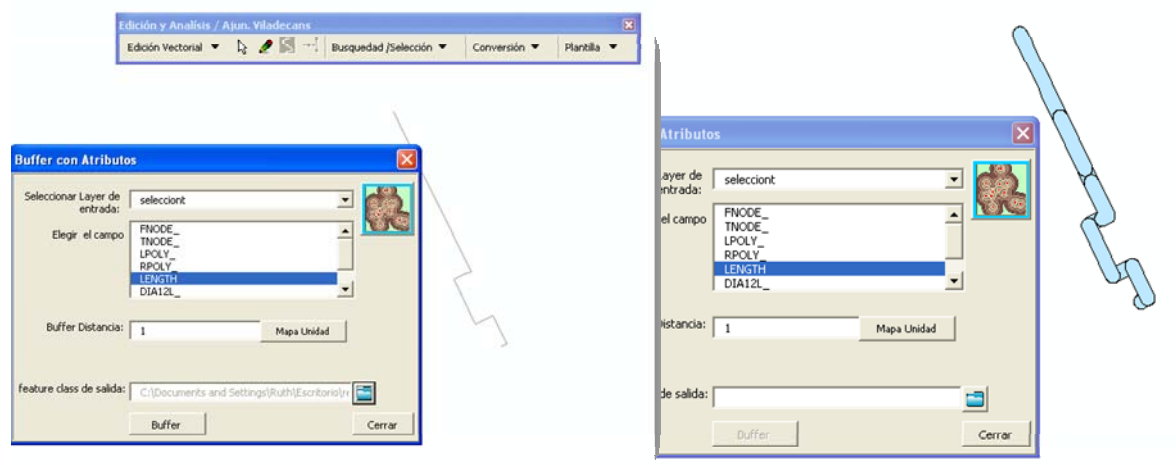 Edición y Analísis / Ajun. Viladecans
Edición Vectorial Busquedad /Selección Conversión Plantilla
Buffer con Atributos
Seleccionar Layer de
entrada:
selecciont
Elegir el campo
FNODE_
TNODE_
LPOLY_
RPOLY_
LENGTH
DIA12L_
Buffer Distancia:
1
Mapa Unidad
feature class de salida:
C:\Documents and Settings\Ruth\Escritorio\r
Buffer
Cerrar
Atributos
Layer de
entrada:
selecciont
el campo
FNODE_
TNODE_
LPOLY_
RPOLY_
LENGTH
DIA12L_
Distancia:
1
Mapa Unidad
de salida:
Buffer
Cerrar